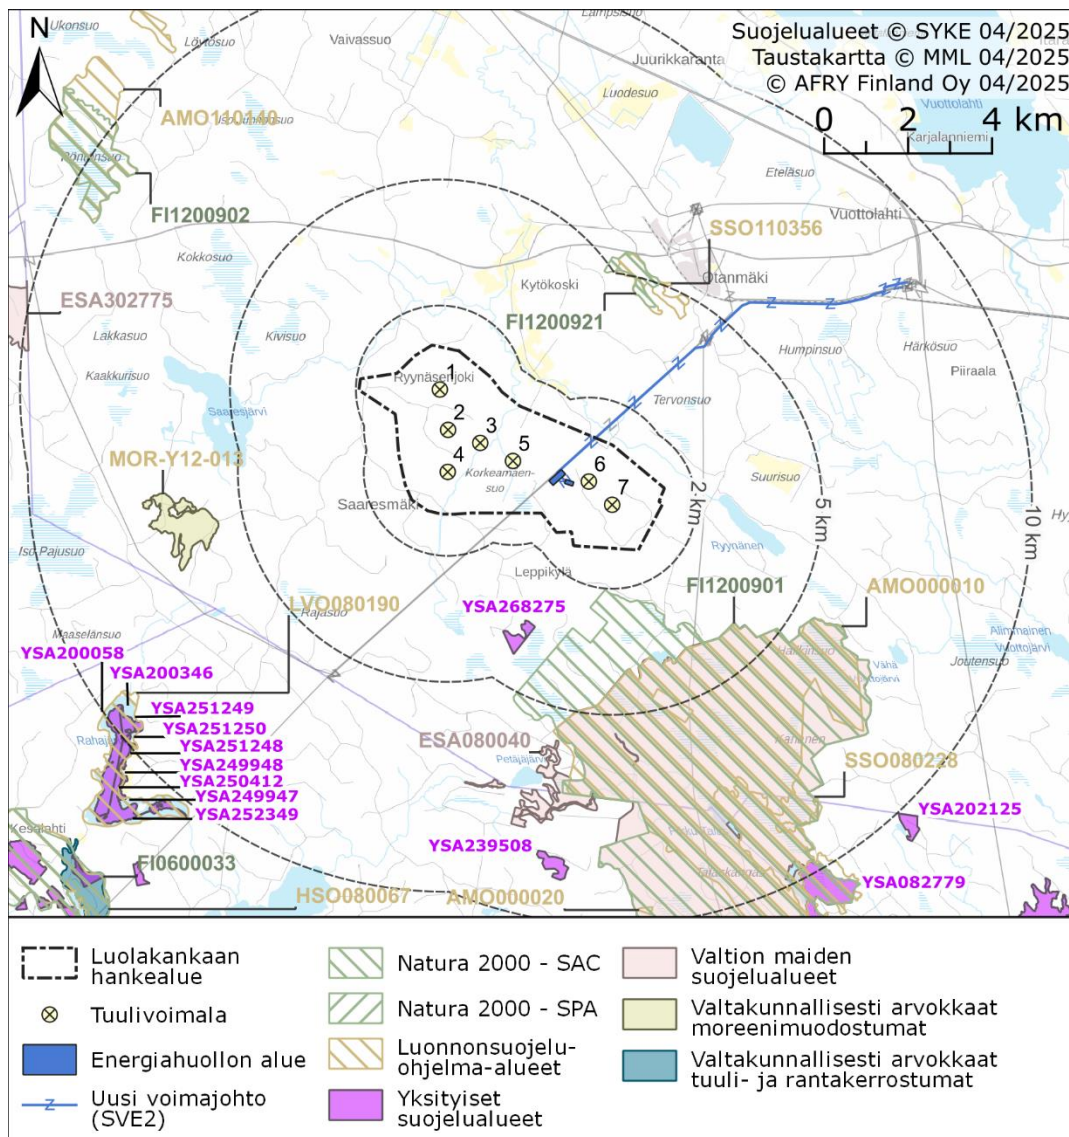 N
Suojelualueet © SYKE 04/2025
Taustakartta © MML 04/2025
© AFRY Finland Oy 04/2025
0 2 4 km
Ukonsuo
Löytösuo
Vaivassuo
Lampsisuo
Juurikkaranta
Luodesuo
Vuottolahti
Karjalanniemi
AMO110140
Eteläsuo
FI1200902
Vuottolahti
SSO110356
Kokkosuo
Otanmäki
Kytökoski
ESA302775
FI1200921
Lakkasuo
Kivisuo
Humpinsuo
Härkösuo
Kaakkurisuo
Ryynäsenjoki
Piiraala
Saaresjärvi
Tervonsuo
1
2
3
4
5
6
7
MOR-Y12-013
Korkeamaen-
suo
Suurisuo
Saaresmäki
2 km
5 km
10 km
Iso-Pajusuo
Ryynänen
Leppikylä
FI1200901
AMO000010
LVO080190
Rajasuo
YSA268275
Maaselänsuo
YSA200058
YSA200346
Alimmainen
Vuottojärvi
Joutensuo
Vähä
YSA251249
YSA251250
YSA251248
YSA249948
YSA250412
YSA249947
YSA252349
ESA080040
Petäjäjärvi
SSO080228
YSA202125
YSA239508
YSA082779
FI0600033
HSO080067
AMO000020
Luolakankaan
hankealue
Tuulivoimala
Energiahuollon alue
Uusi voimajohto
(SVE2)
Natura 2000 - SAC
Natura 2000 - SPA
Luonnonsuojelu-
ohjelma-alueet
Yksityiset
suojelualueet
Valtion maiden
suojelualueet
Valtakunnallisesti arvokkaat
moreenimuodostumat
Valtakunnallisesti arvokkaat
tuuli- ja rantakerrostumat